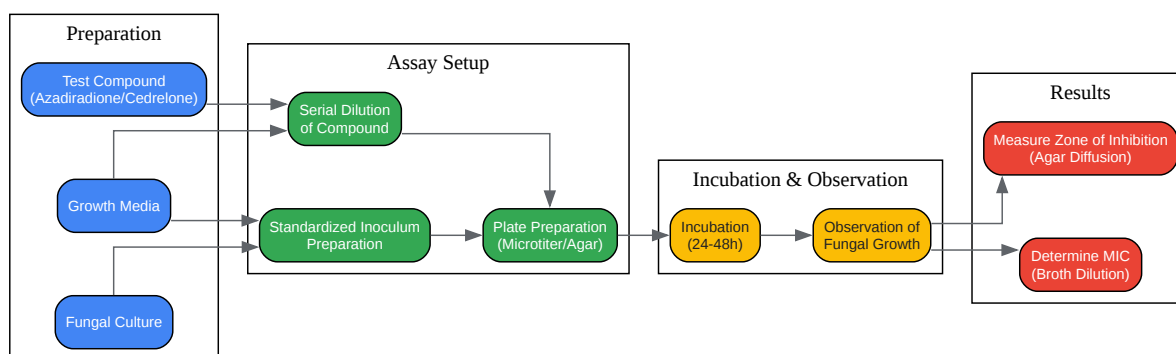 Preparation
Test Compound
(Azadiradione/Cedrelone)
Growth Media
Fungal Culture
Assay Setup
Serial Dilution
of Compound
Standardized Inoculum
Preparation
Plate Preparation
(Microtiter/Agar)
Incubation & Observation
Incubation
(24-48h)
Observation of
Fungal Growth
Results
Measure Zone of Inhibition
(Agar Diffusion)
Determine MIC
(Broth Dilution)